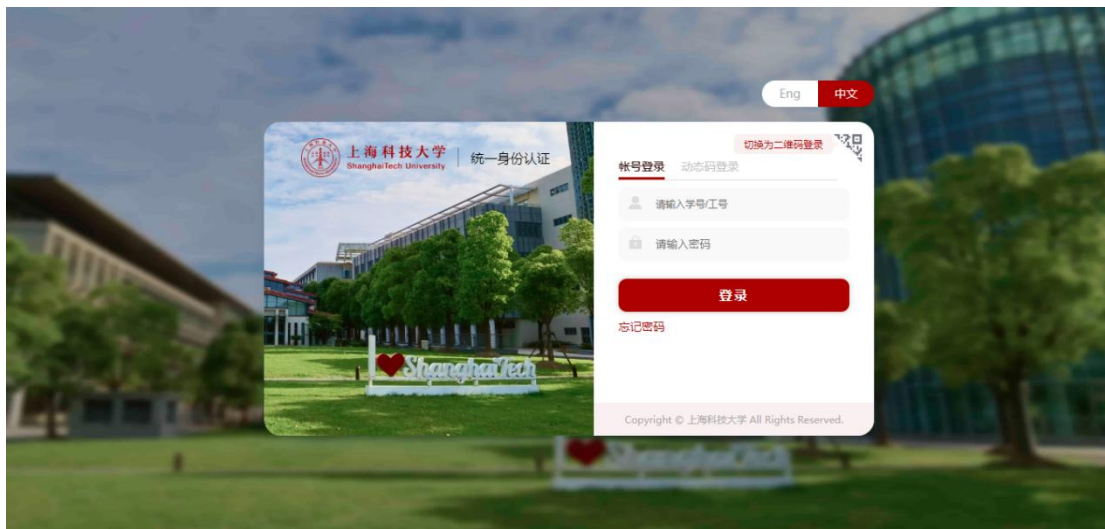 Eng
中文
上海科技大学
ShanghaiTech University
统一身份认证
切换为二维码登录
帐号登录
动态码登录
请输入学号/工号
请输入密码
登录
忘记密码
I ShanghaiTech
Copyright © 上海科技大学 All Rights Reserved.